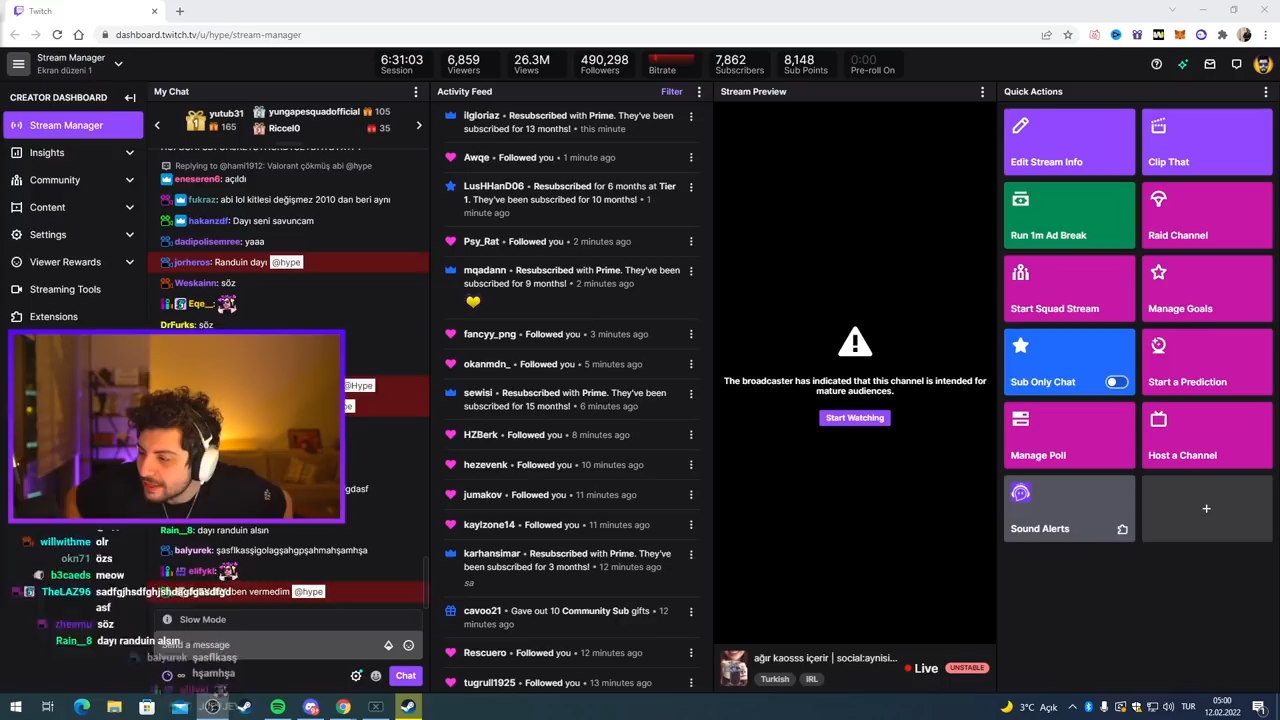 Twitch
dashboard.twitch.tv/u/hype/stream-manager
Stream Manager
Ekran düzeni 1
6:31:03
Session
6,859
Viewers
26.3M
Views
490,298
Followers
Bitrate
7,862
Subscribers
8,148
Sub Points
0:00
Pre-roll On
CREATOR DASHBOARD
Stream Manager
Insights
Community
Content
Settings
Viewer Rewards
Streaming Tools
Extensions
My Chat
1
yutub31
165
yungapesquadofficial 105
Riccel0 35
Replying to @hami1912: Valorant çökmüş abi @hype
eneseren6: açıldı
fukraz: abi lol kitlesi değişmez 2010 dan beri aynı
hakanzdf: Dayı seni savuncam
dadipolisemree: yaaa
jorheros: Randuin dayı @hype
Weskainn: söz
Eqe__:
DrFurks: söz
@Hype
gdasf
Rain__8: dayı randuin alsın
balyurek: şasflkasşigolagşahgpşahmahşamhşa
elifykl:
ben vermedim @hype
willwithme olr
okn71 özs
b3caeds meow
TheLAZ96
asf
zheimu söz
Rain__8 dayı randuin alsın
balyurek şasflkasş
hşamhşa
Slow Mode
Send a message
Chat
Activity Feed
Filter
ilgloriaz • Resubscribed with Prime. They've been
subscribed for 13 months! • this minute
Awqe • Followed you • 1 minute ago
LusHHanD06 • Resubscribed for 6 months at Tier
1. They've been subscribed for 10 months! • 1
minute ago
Psy_Rat • Followed you • 2 minutes ago
mqadann • Resubscribed with Prime. They've been
subscribed for 9 months! • 2 minutes ago
fancyy_png • Followed you • 3 minutes ago
okanmdn_ • Followed you • 5 minutes ago
sewisi • Resubscribed with Prime. They've been
subscribed for 15 months! • 6 minutes ago
HZBerk • Followed you • 8 minutes ago
hezevenk • Followed you • 10 minutes ago
jumakov • Followed you • 11 minutes ago
kaylzone14 • Followed you • 11 minutes ago
karhansimar • Resubscribed with Prime. They've
been subscribed for 3 months! • 12 minutes ago
sa
cavoo21 • Gave out 10 Community Sub gifts • 12
minutes ago
Rescuero • Followed you • 12 minutes ago
tugrull1925 • Followed you • 13 minutes ago
Stream Preview
The broadcaster has indicated that this channel is intended for
mature audiences.
Start Watching
ağır kaosss içerir | social:aynisi...
Turkish
IRL
Live
UNSTABLE
Quick Actions
Edit Stream Info
Clip That
Run 1m Ad Break
Raid Channel
Start Squad Stream
Manage Goals
Sub Only Chat
Start a Prediction
Manage Poll
Host a Channel
Sound Alerts
3°C Açık
TUR
05:00
12.02.2022